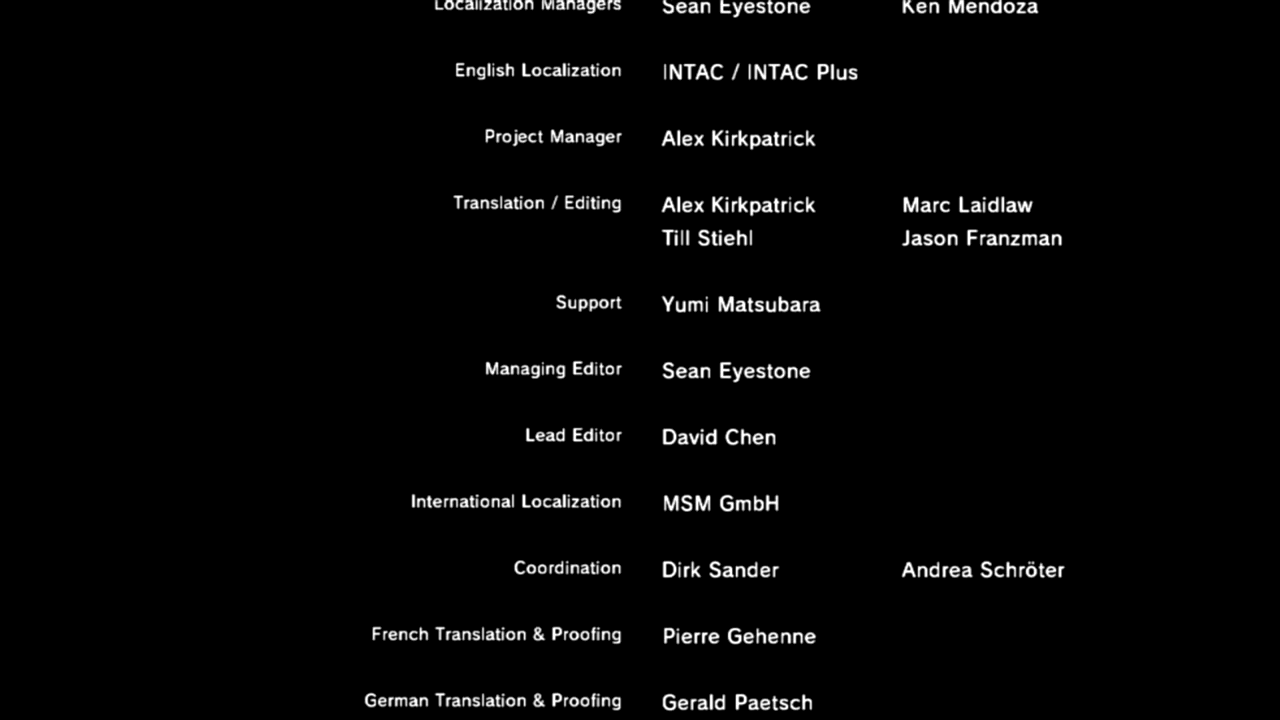 Localization Managers Sean Eyestone Ken Mendoza
English Localization INTAC / INTAC Plus
Project Manager Alex Kirkpatrick
Translation / Editing Alex Kirkpatrick Marc Laidlaw
Till Stiehl Jason Franzman
Support Yumi Matsubara
Managing Editor Sean Eyestone
Lead Editor David Chen
International Localization MSM GmbH
Coordination Dirk Sander Andrea Schröter
French Translation & Proofing Pierre Gehenne
German Translation & Proofing Gerald Paetsch